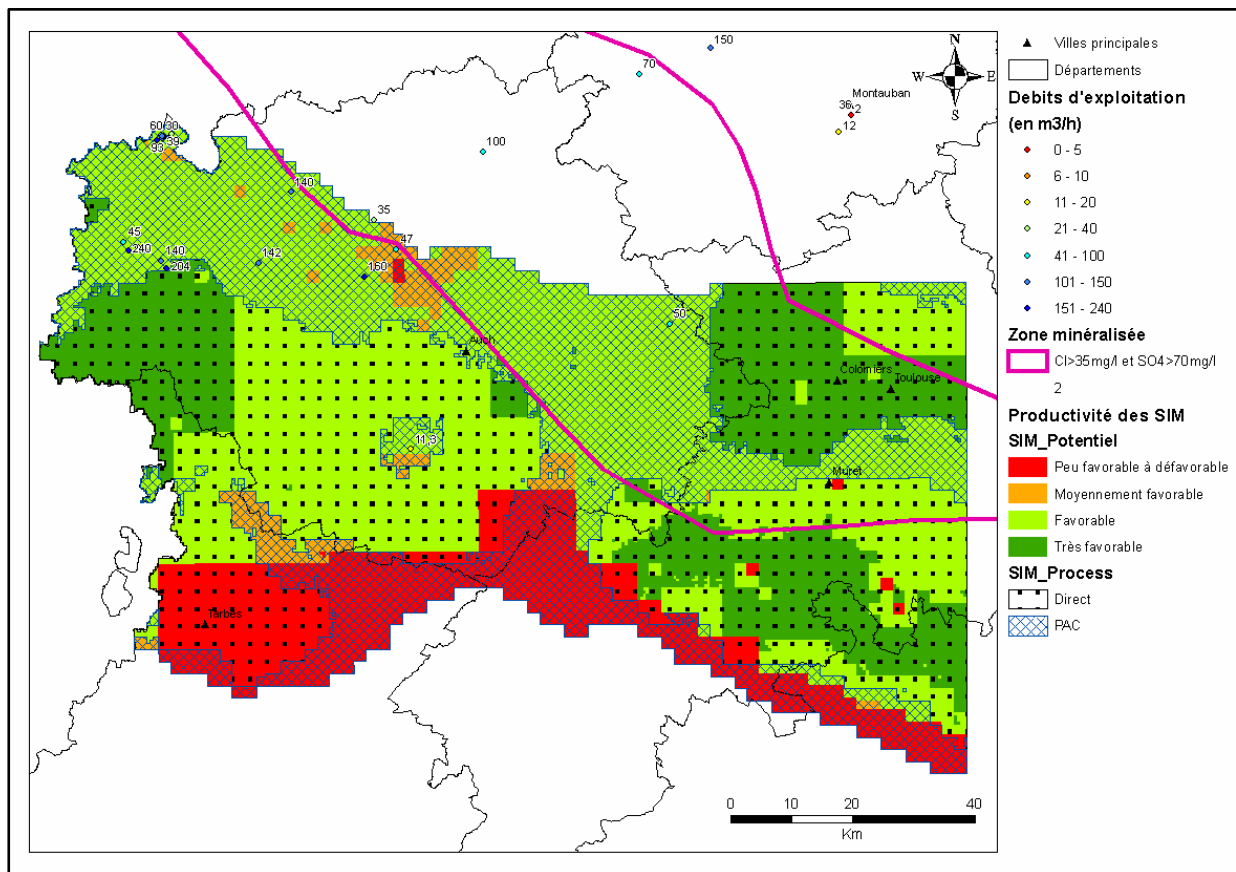 150
70
N
W E
S
Montauban
36
2
12
60 30
93 39
100
140
35
45
47
240
140
142
204
160
50
Auch
Colomiers
Toulouse
11,3
Muret
Tarbes
0 10 20 40
Km
Villes principales
Départements
Debits d'exploitation
(en m3/h)
0 - 5
6 - 10
11 - 20
21 - 40
41 - 100
101 - 150
151 - 240
Zone minéralisée
Cl>35mg/l et SO4>70mg/l
2
Productivité des SIM
SIM_Potentiel
Peu favorable à défavorable
Moyennement favorable
Favorable
Très favorable
SIM_Process
Direct
PAC